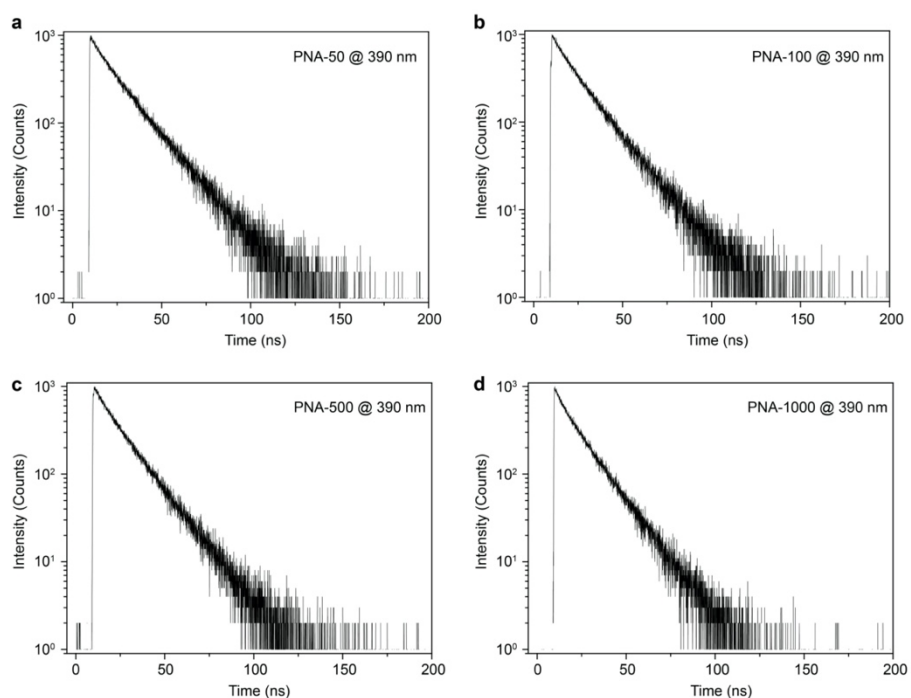 a
PNA-50 @ 390 nm
Intensity (Counts)
10³
10²
10¹
10⁰
0 50 100 150 200
Time (ns)
b
PNA-100 @ 390 nm
Intensity (Counts)
10³
10²
10¹
10⁰
0 50 100 150 200
Time (ns)
c
PNA-500 @ 390 nm
Intensity (Counts)
10³
10²
10¹
10⁰
0 50 100 150 200
Time (ns)
d
PNA-1000 @ 390 nm
Intensity (Counts)
10³
10²
10¹
10⁰
0 50 100 150 200
Time (ns)